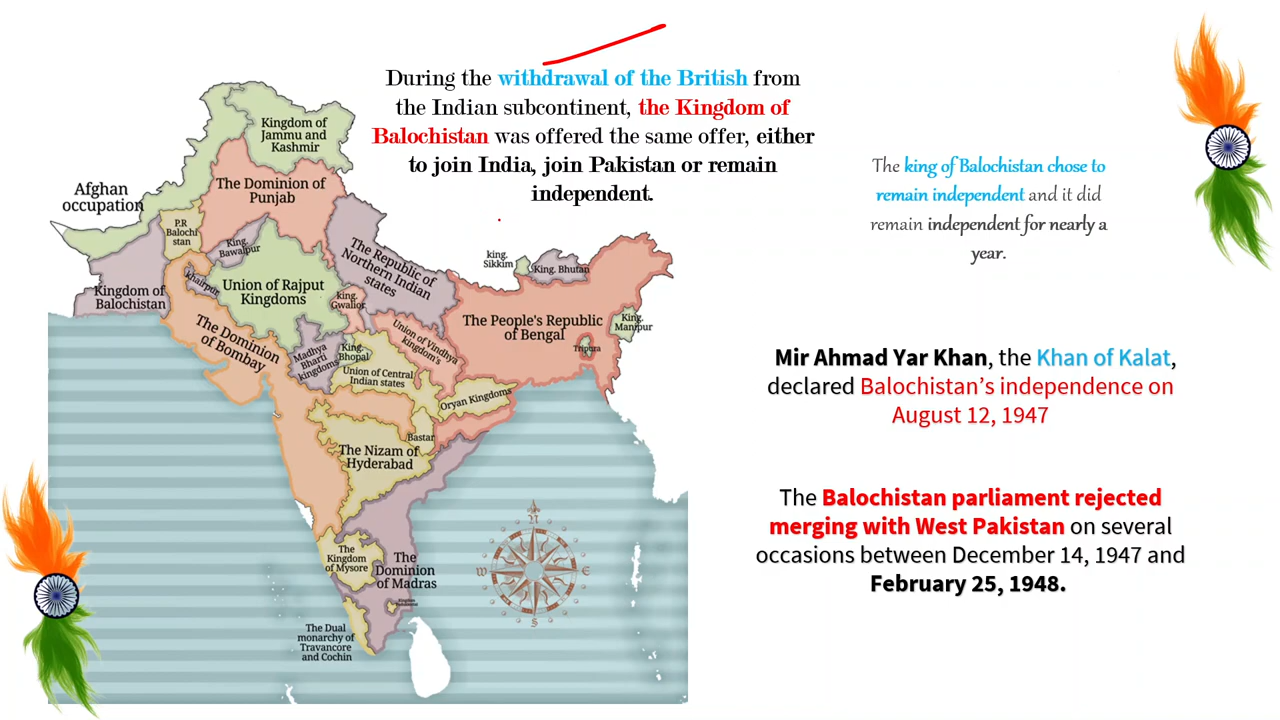 During the withdrawal of the British from
the Indian subcontinent, the Kingdom of
Balochistan was offered the same offer, either
to join India, join Pakistan or remain
independent.
The king of Balochistan chose to
remain independent and it did
remain independent for nearly a
year.
Mir Ahmad Yar Khan, the Khan of Kalat,
declared Balochistan's independence on
August 12, 1947
The Balochistan parliament rejected
merging with West Pakistan on several
occasions between December 14, 1947 and
February 25, 1948.
Kingdom of
Jammu and
Kashmir
Afghan
occupation
The Dominion of
Punjab
P.R
Balochi
stan
King.
Bawalpur
Kingdom of
Balochistan
khairpur
Union of Rajput
Kingdoms
The Republic of
Northern Indian
states
king.
Sikkim
King. Bhutan
king.
Gwalior
The People's Republic
of Bengal
King.
Manipur
Tripura
The Dominion
of Bombay
Madhya
Bharti
kingdoms
King.
Bhopal
Union of Vindhya
kingdom's
Union of Central
Indian states
Oryan Kingdoms
Bastar
The Nizam of
Hyderabad
The
Kingdom
of Mysore
The
Dominion
of Madras
The Dual
monarchy of
Travancore
and Cochin
N
W
E
S